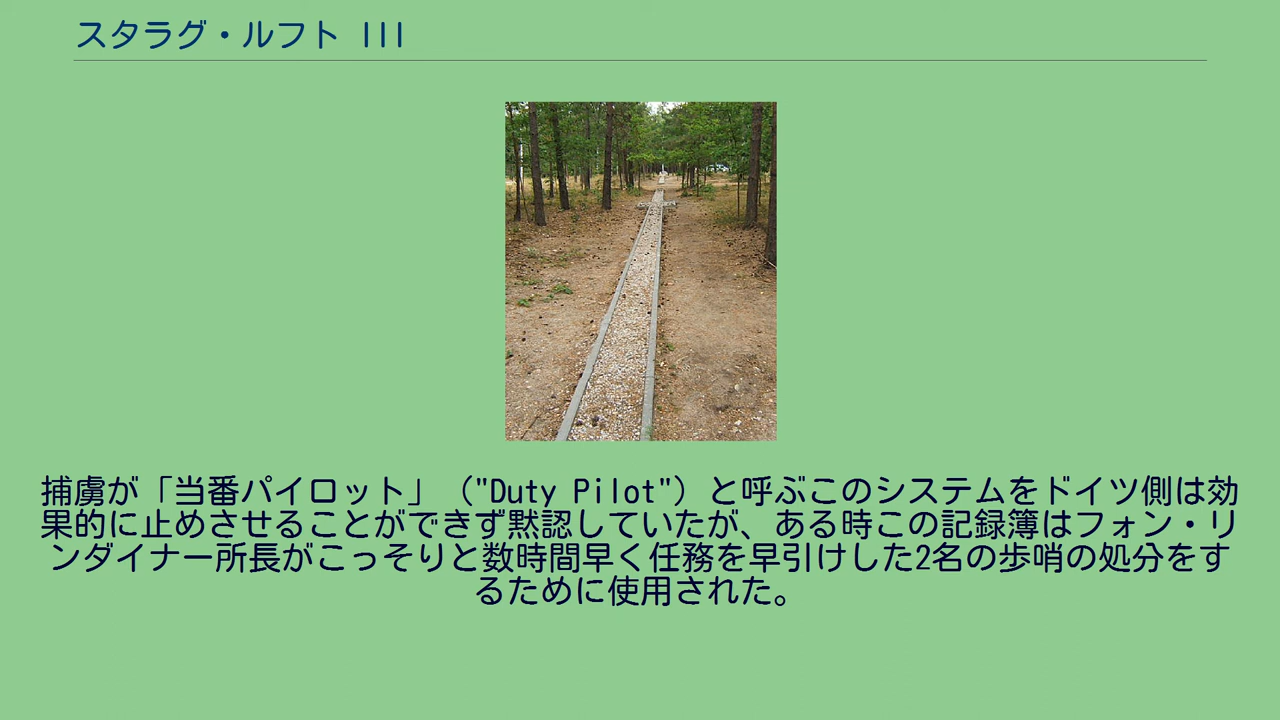 スタラグ・ルフト III
捕虜が「当番パイロット」（"Duty Pilot"）と呼ぶこのシステムをドイツ側は効
果的に止めさせることができず黙認していたが、ある時この記録簿はフォン・リ
ンダイナー所長がこっそりと数時間早く任務を早引けした2名の歩哨の処分をす
るために使用された。